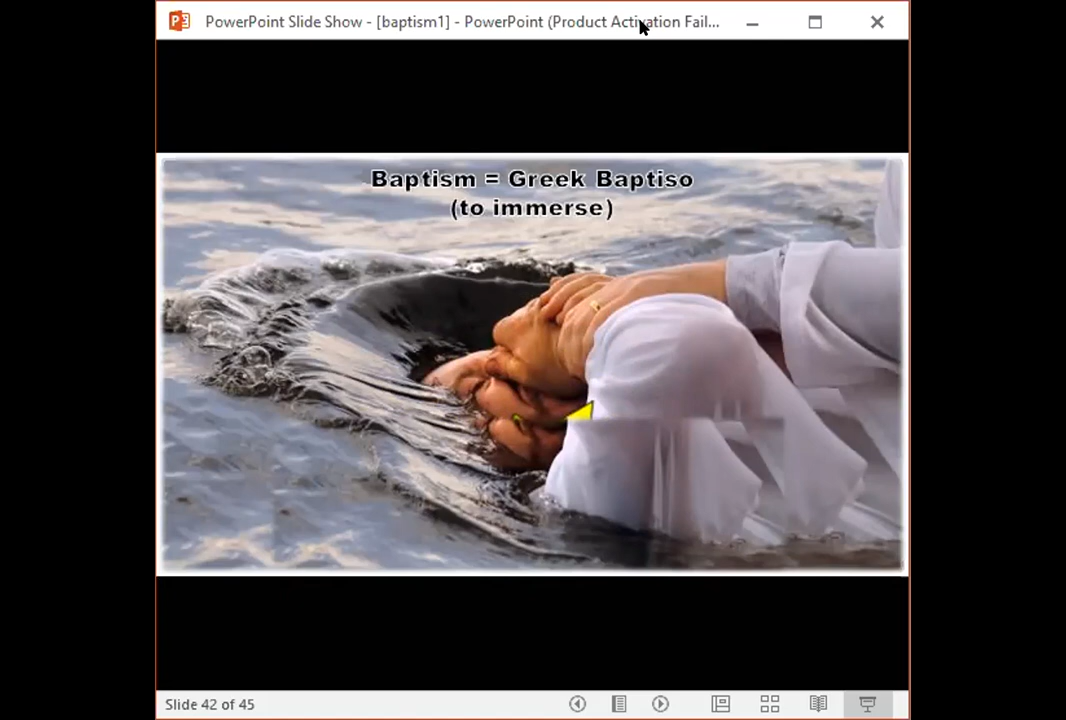 PowerPoint Slide Show - [baptism1] - PowerPoint (Product Activation Fail...
Baptism = Greek Baptiso
(to immerse)
Slide 42 of 45